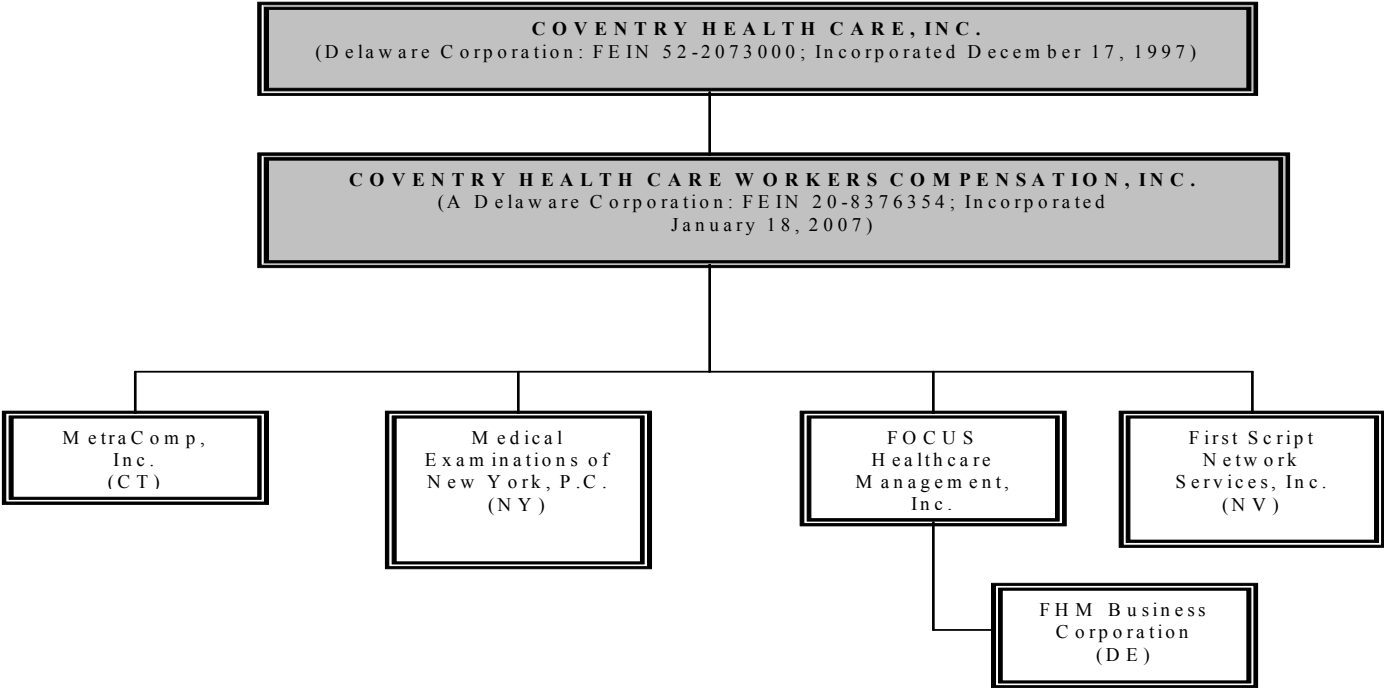 COVENTRY HEALTH CARE, INC.
(Delaware Corporation: FEIN 52-2073000; Incorporated December 17, 1997)
COVENTRY HEALTH CARE WORKERS COMPENSATION, INC.
(A Delaware Corporation: FEIN 20-8376354; Incorporated
January 18, 2007)
MetraComp,
Inc.
(CT)
Medical
Examinations of
New York, P.C.
(NY)
FOCUS
Healthcare
Management,
Inc.
First Script
Network
Services, Inc.
(NV)
FHM Business
Corporation
(DE)